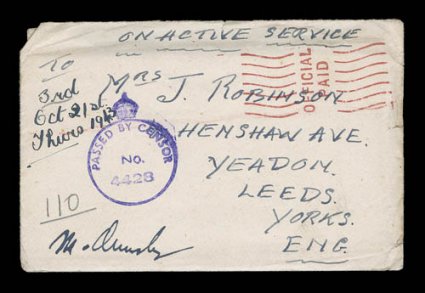 ON ACTIVE SERVICE
TO
Mrs J. Robinson
HENSHAW AVE.
YEADON.
LEEDS.
YORKS.
ENG.
3rd
Oct 21st.
Thurs
OFFICIAL
PAID
PASSED BY CENSOR
No.
4428
110